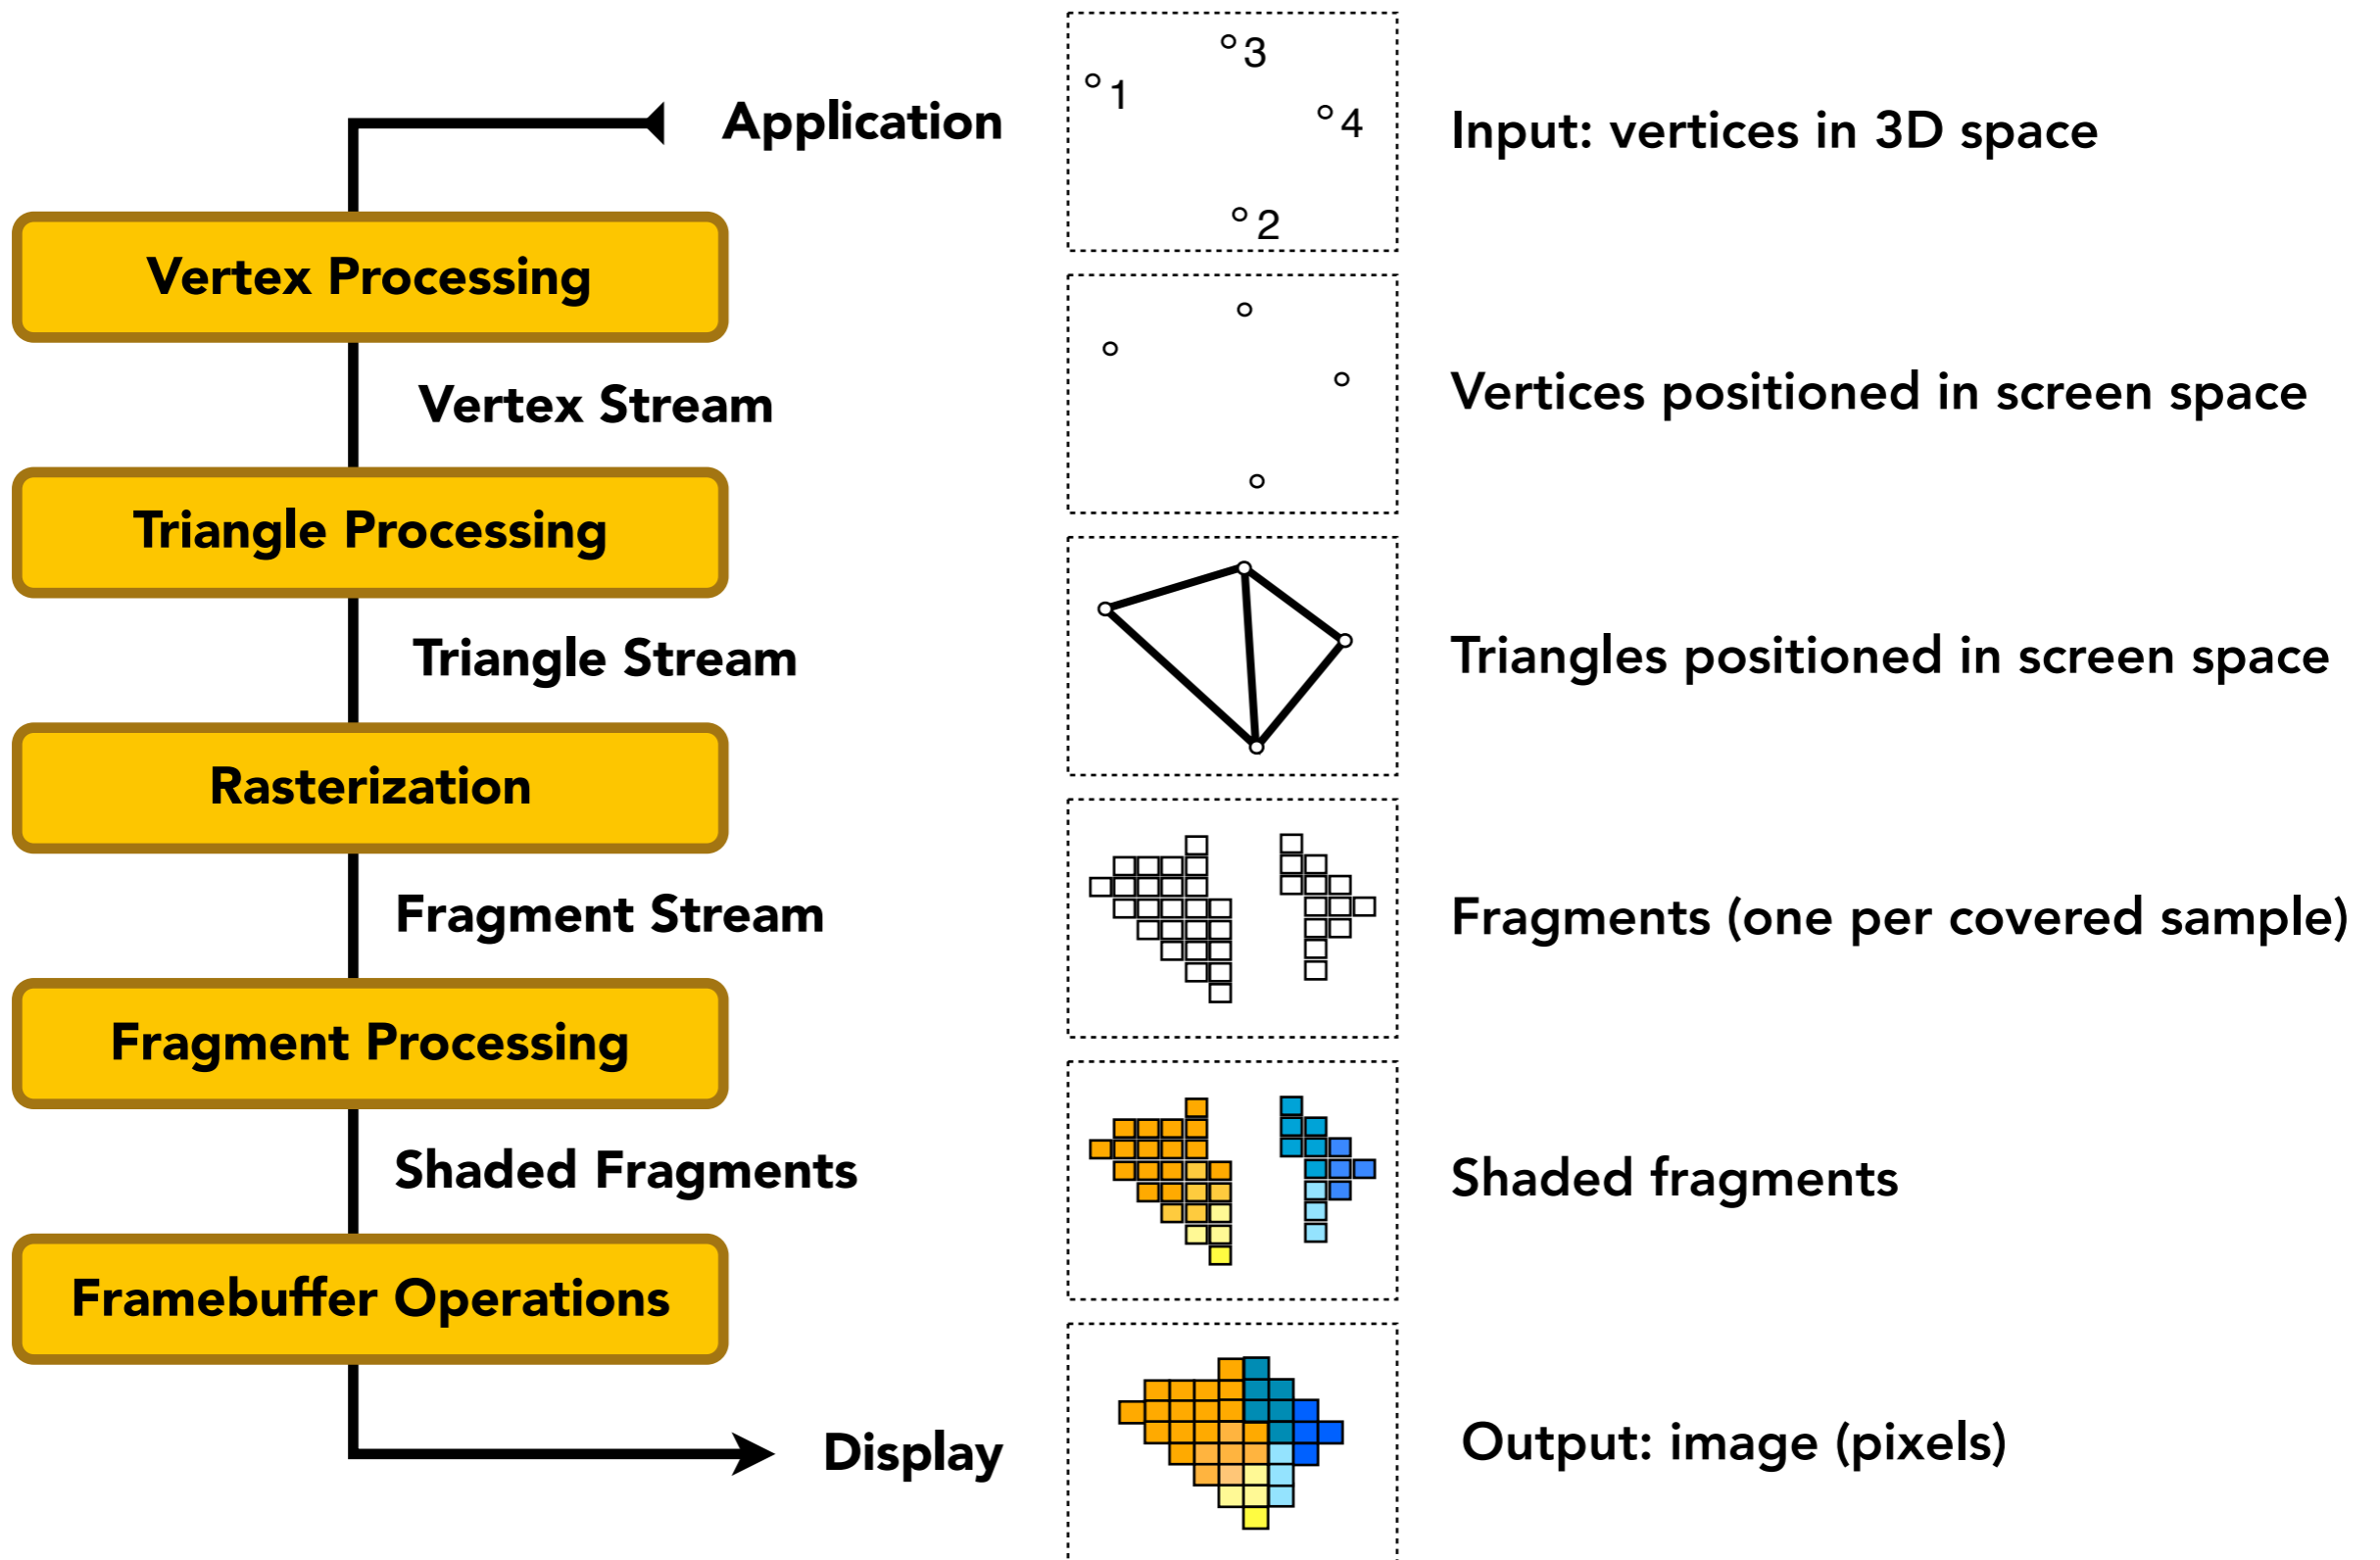 Application
Vertex Processing
Vertex Stream
Triangle Processing
Triangle Stream
Rasterization
Fragment Stream
Fragment Processing
Shaded Fragments
Framebuffer Operations
Display
3
1
4
2
Input: vertices in 3D space
Vertices positioned in screen space
Triangles positioned in screen space
Fragments (one per covered sample)
Shaded fragments
Output: image (pixels)